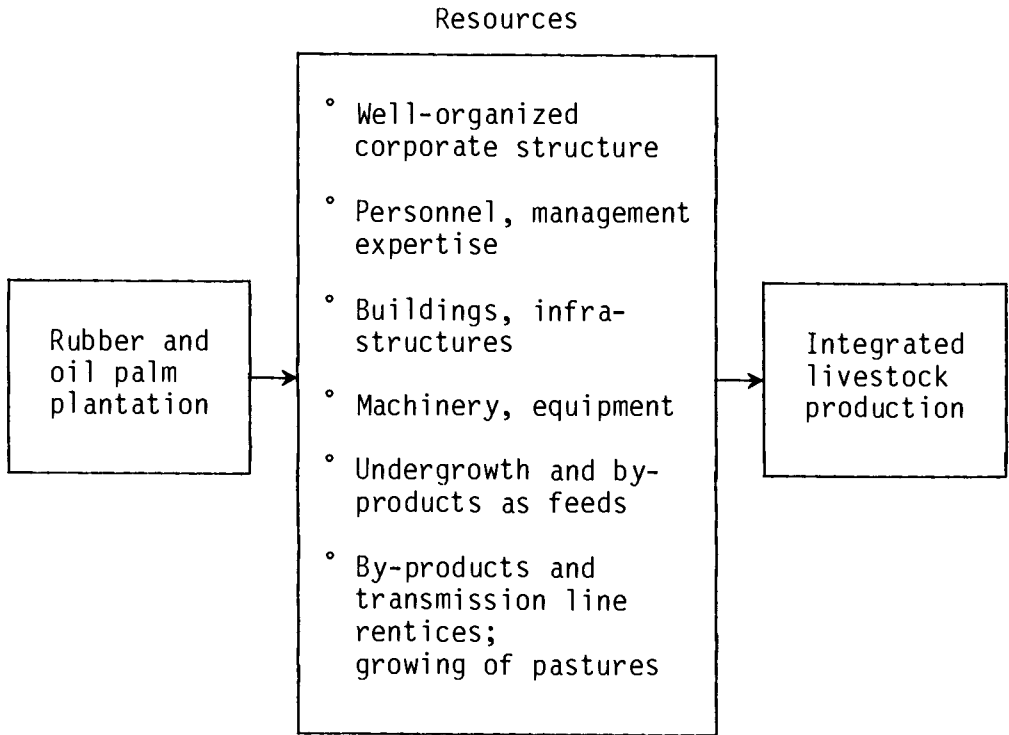 Resources
Rubber and
oil palm
plantation
° Well-organized
corporate structure
° Personnel, management
expertise
° Buildings, infra-
structures
° Machinery, equipment
° Undergrowth and by-
products as feeds
° By-products and
transmission line
rentices;
growing of pastures
Integrated
livestock
production